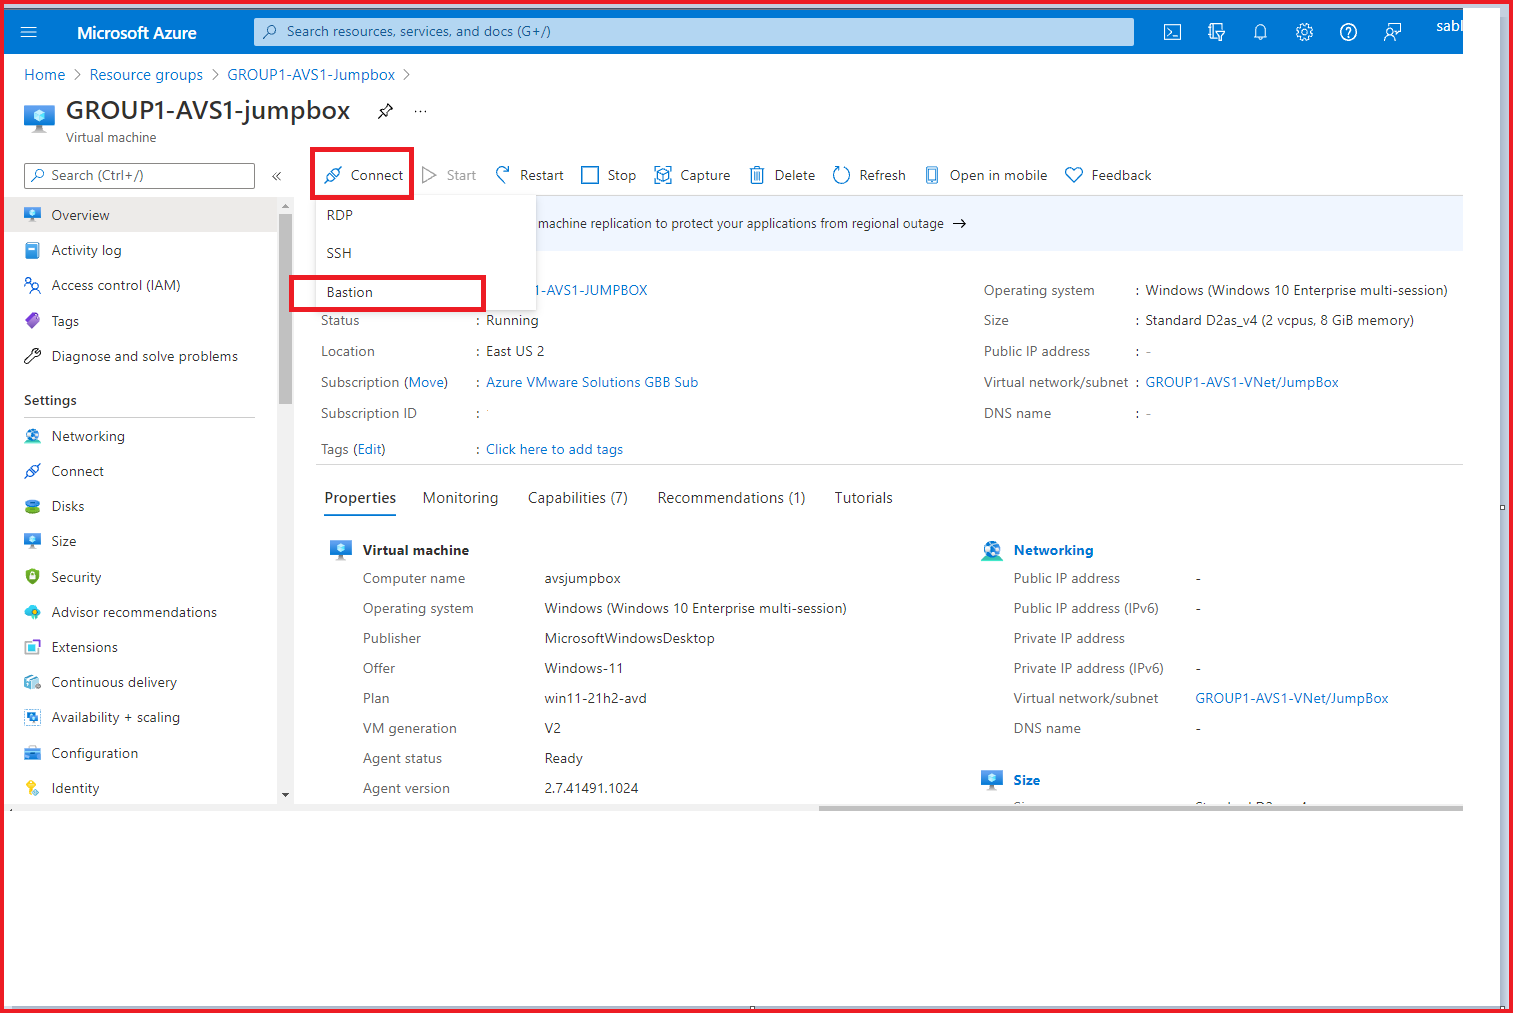 Microsoft Azure
Search resources, services, and docs (G+/)
Home > Resource groups > GROUP1-AVS1-Jumpbox >
GROUP1-AVS1-jumpbox
Virtual machine
Search (Ctrl+/)
«
Connect
Start
Restart
Stop
Capture
Delete
Refresh
Open in mobile
Feedback
RDP
SSH
Bastion
machine replication to protect your applications from regional outage →
Overview
Activity log
Access control (IAM)
Tags
Diagnose and solve problems
Settings
Networking
Connect
Disks
Size
Security
Advisor recommendations
Extensions
Continuous delivery
Availability + scaling
Configuration
Identity
1-AVS1-JUMPBOX
Status : Running
Location : East US 2
Subscription (Move) : Azure VMware Solutions GBB Sub
Subscription ID :
Tags (Edit) : Click here to add tags
Operating system : Windows (Windows 10 Enterprise multi-session)
Size : Standard D2as_v4 (2 vcpus, 8 GiB memory)
Public IP address : -
Virtual network/subnet : GROUP1-AVS1-VNet/JumpBox
DNS name : -
Properties
Monitoring
Capabilities (7)
Recommendations (1)
Tutorials
Virtual machine
Computer name avsjumpbox
Operating system Windows (Windows 10 Enterprise multi-session)
Publisher MicrosoftWindowsDesktop
Offer Windows-11
Plan win11-21h2-avd
VM generation V2
Agent status Ready
Agent version 2.7.41491.1024
Networking
Public IP address -
Public IP address (IPv6) -
Private IP address
Private IP address (IPv6) -
Virtual network/subnet GROUP1-AVS1-VNet/JumpBox
DNS name -
Size